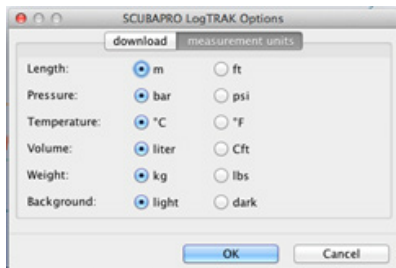 SCUBAPRO LogTRAK Options
download measurement units
Length: m ft
Pressure: bar psi
Temperature: °C °F
Volume: liter Cft
Weight: kg lbs
Background: light dark
OK Cancel